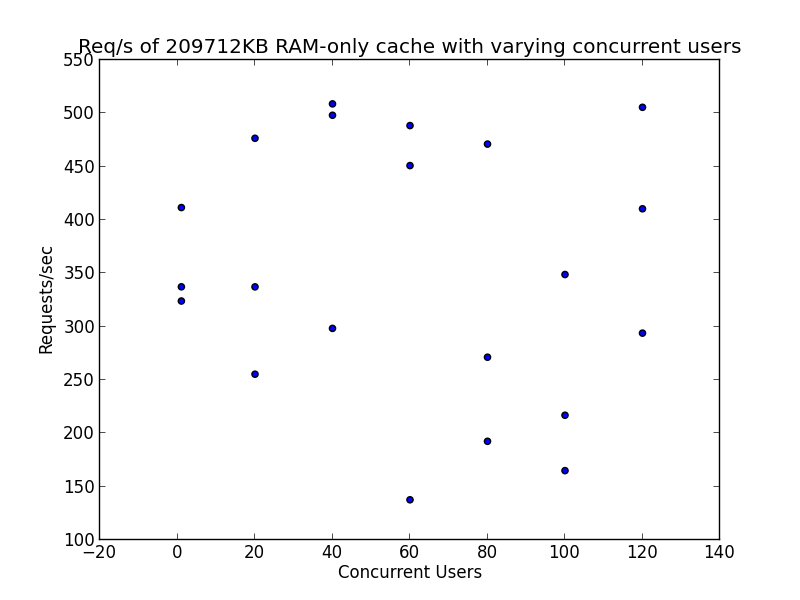 Req/s of 209712KB RAM-only cache with varying concurrent users
550
500
450
400
350
300
250
200
150
100
Requests/sec
−20 0 20 40 60 80 100 120 140
Concurrent Users